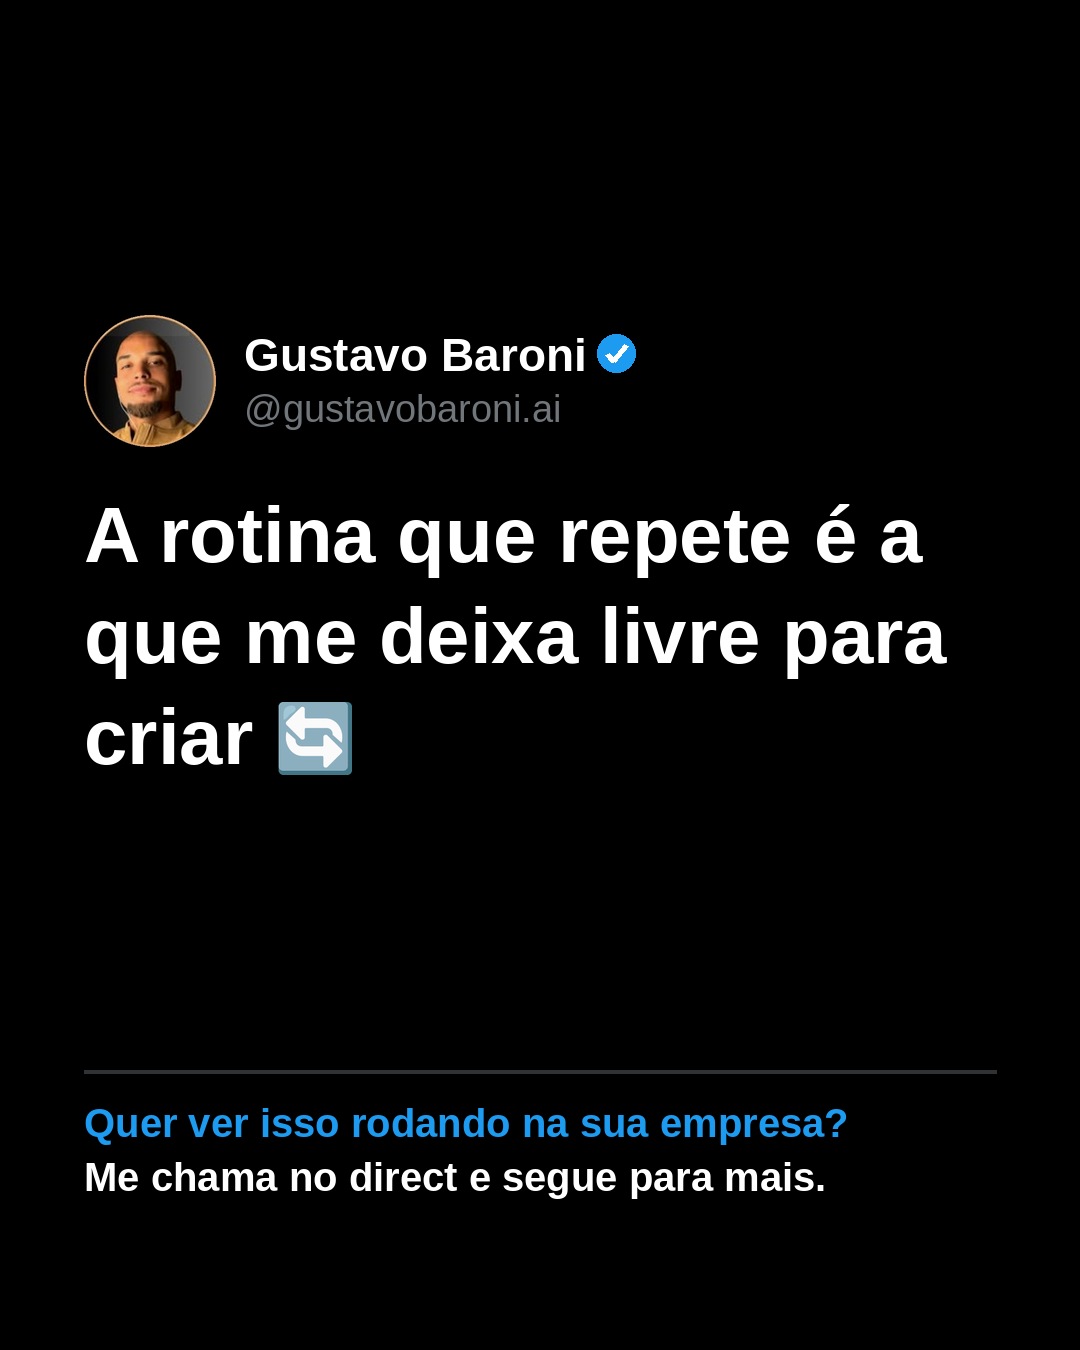 Gustavo Baroni
@gustavobaroni.ai
A rotina que repete é a
que me deixa livre para
criar 🔄
Quer ver isso rodando na sua empresa?
Me chama no direct e segue para mais.